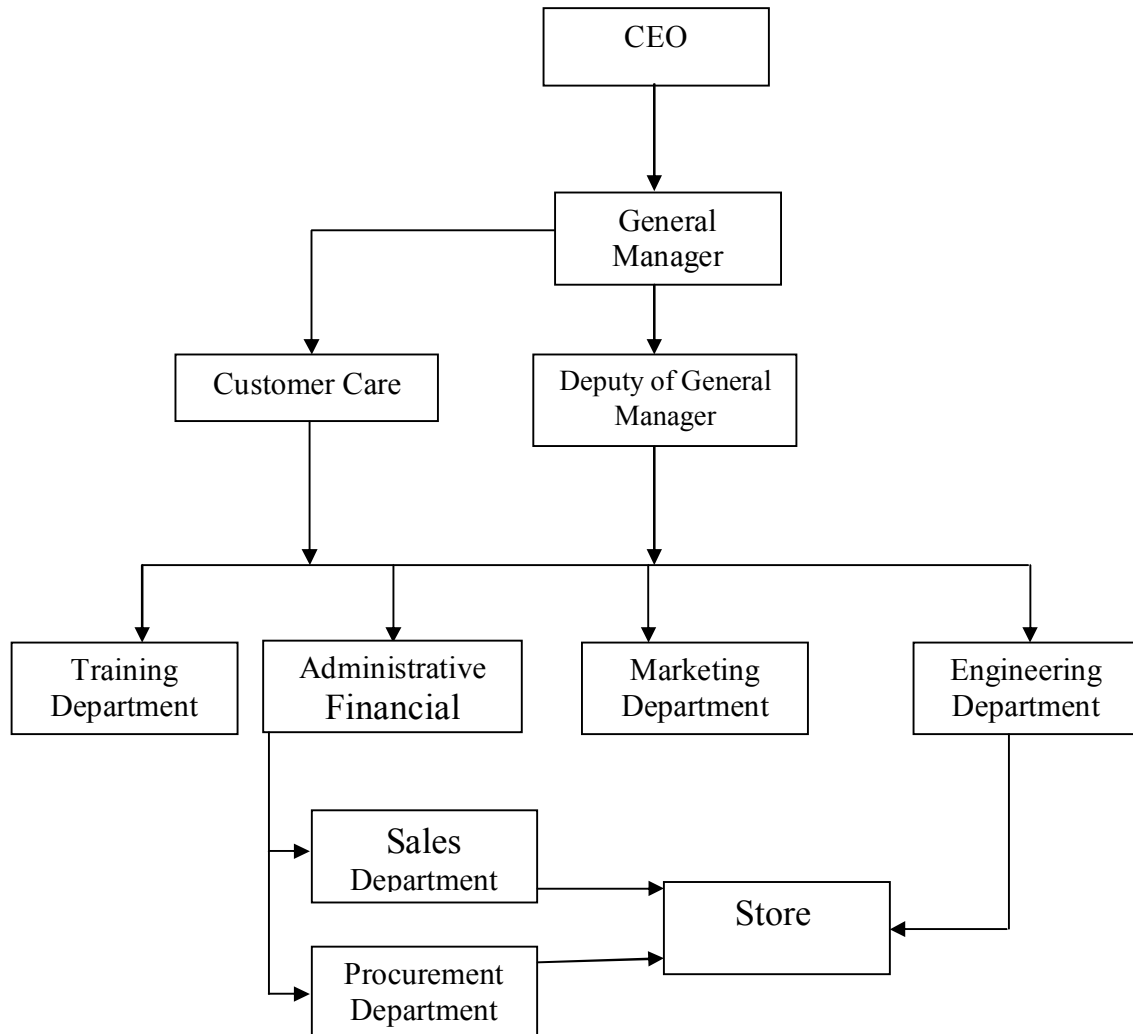 CEO
General
Manager
Customer Care
Deputy of General
Manager
Training
Department
Administrative
Financial
Marketing
Department
Engineering
Department
Sales
Department
Store
Procurement
Department